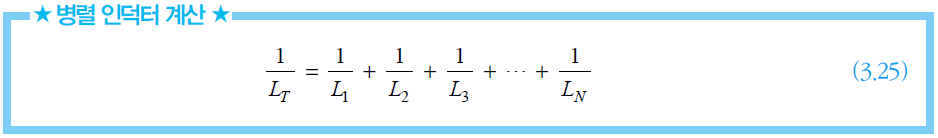 ★ 병렬 인덕터 계산 ★
1/L_T = 1/L_1 + 1/L_2 + 1/L_3 + ⋯ + 1/L_N (3.25)